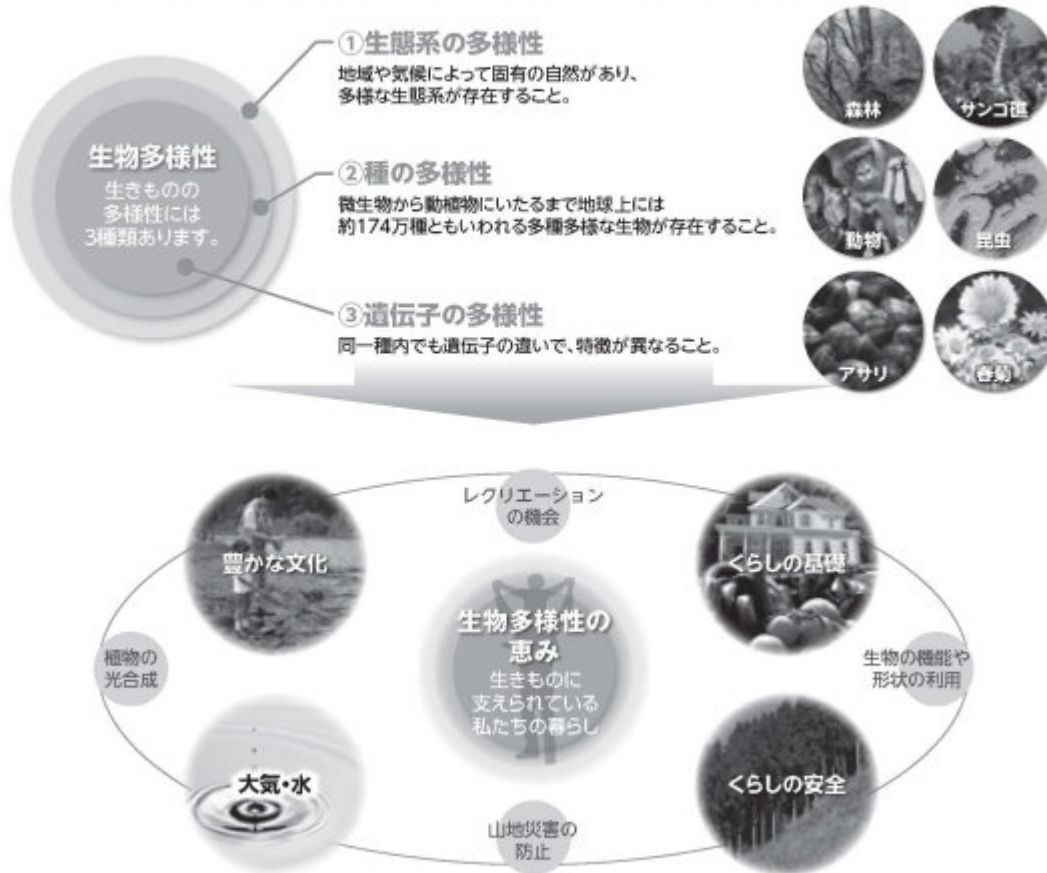 ①生態系の多様性
地域や気候によって固有の自然があり、
多様な生態系が存在すること。
森林
サンゴ礁
生物多様性
生きものの
多様性には
3種類あります。
②種の多様性
微生物から動植物にいたるまで地球上には
約174万種ともいわれる多種多様な生物が存在すること。
動物
昆虫
③遺伝子の多様性
同一種内でも遺伝子の違いで、特徴が異なること。
アサリ
春菊
レクリエーション
の機会
豊かな文化
くらしの基礎
生物多様性の
恵み
生きものに
支えられている
私たちの暮らし
植物の
光合成
生物の機能や
形状の利用
大気・水
くらしの安全
山地災害の
防止